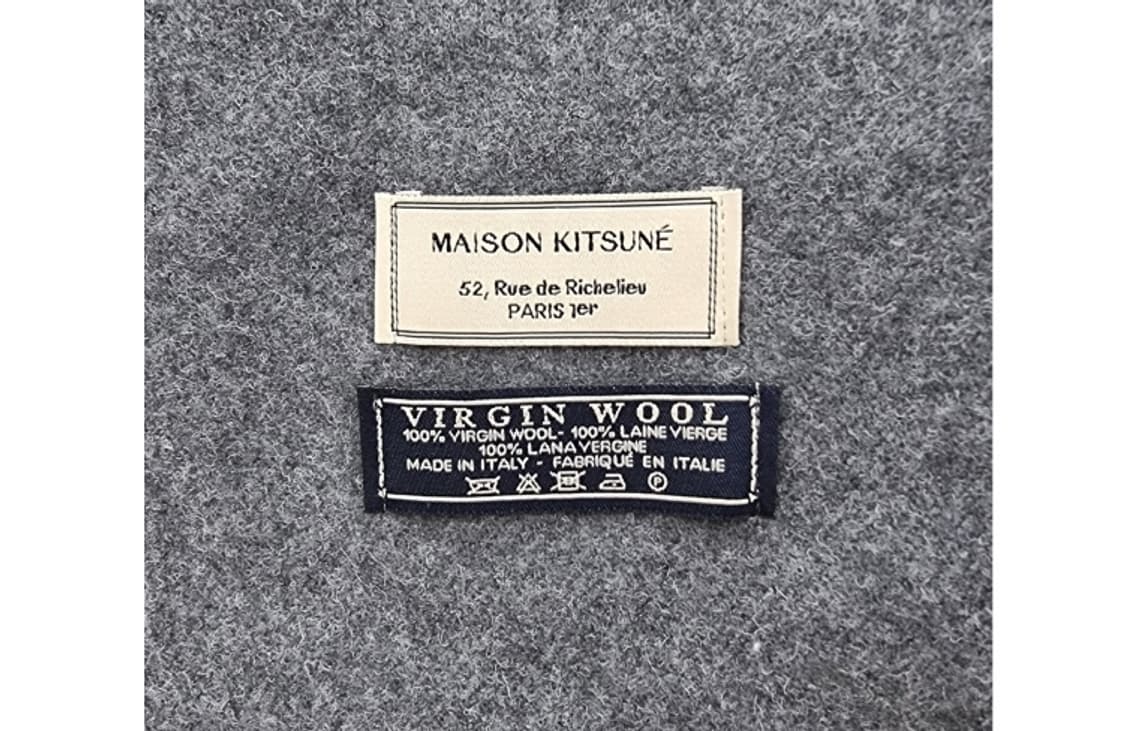 MAISON KITSUNÉ
52, Rue de Richelieu
PARIS 1er
VIRGIN WOOL
100% VIRGIN WOOL- 100% LAINE VIERGE
100% LANA VERGINE
MADE IN ITALY - FABRIQUÉ EN ITALIE
P